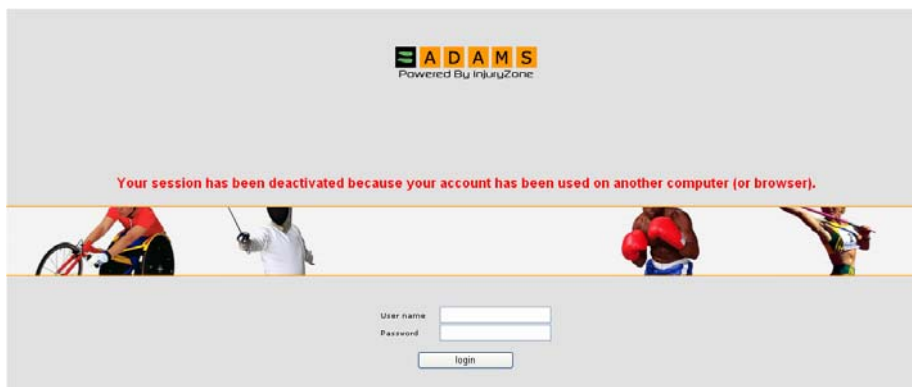 ADAMS
Powered By InjuryZone
Your session has been deactivated because your account has been used on another computer (or browser).
User name
Password
login